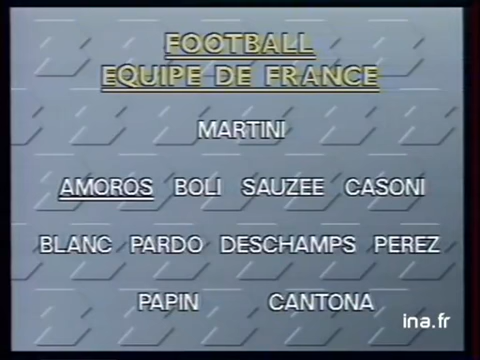 FOOTBALL
EQUIPE DE FRANCE
MARTINI
AMOROS BOLI SAUZEE CASONI
BLANC PARDO DESCHAMPS PEREZ
PAPIN CANTONA
ina.fr